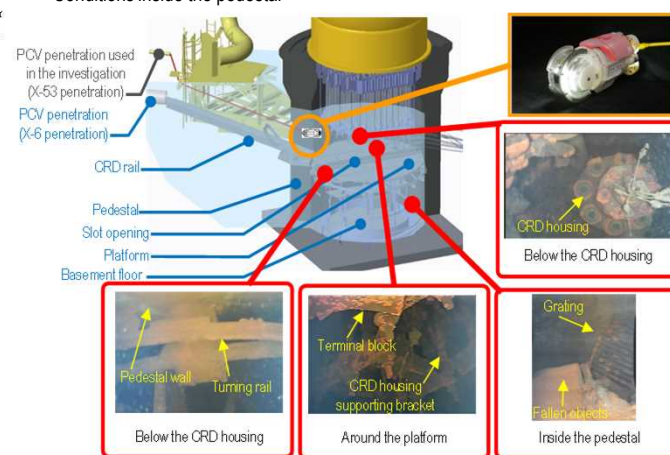 Conditions inside the pedestal
PCV penetration used
in the investigation
(X-53 penetration)
PCV penetration
(X-6 penetration)
CRD rail
Pedestal
Slot opening
Platform
Basement floor
CRD housing
Below the CRD housing
Pedestal wall
Turning rail
Below the CRD housing
Terminal block
CRD housing
supporting bracket
Around the platform
Grating
Fallen objects
Inside the pedestal